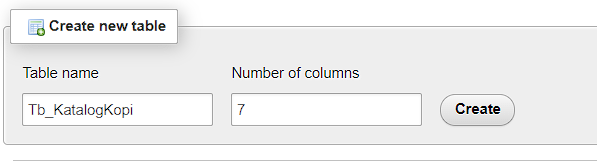 Create new table
Table name Number of columns
Tb_KatalogKopi 7 Create